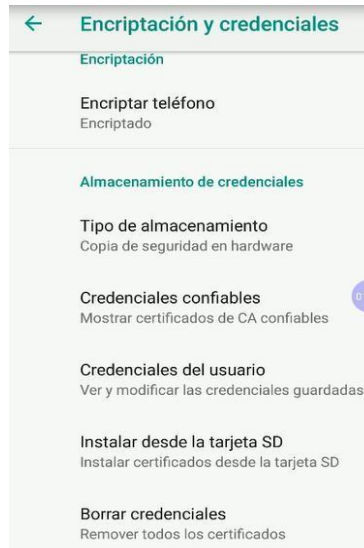 Encriptación y credenciales
Encriptación
Encriptar teléfono
Encriptado
Almacenamiento de credenciales
Tipo de almacenamiento
Copia de seguridad en hardware
Credenciales confiables
Mostrar certificados de CA confiables
Credenciales del usuario
Ver y modificar las credenciales guardadas
Instalar desde la tarjeta SD
Instalar certificados desde la tarjeta SD
Borrar credenciales
Remover todos los certificados